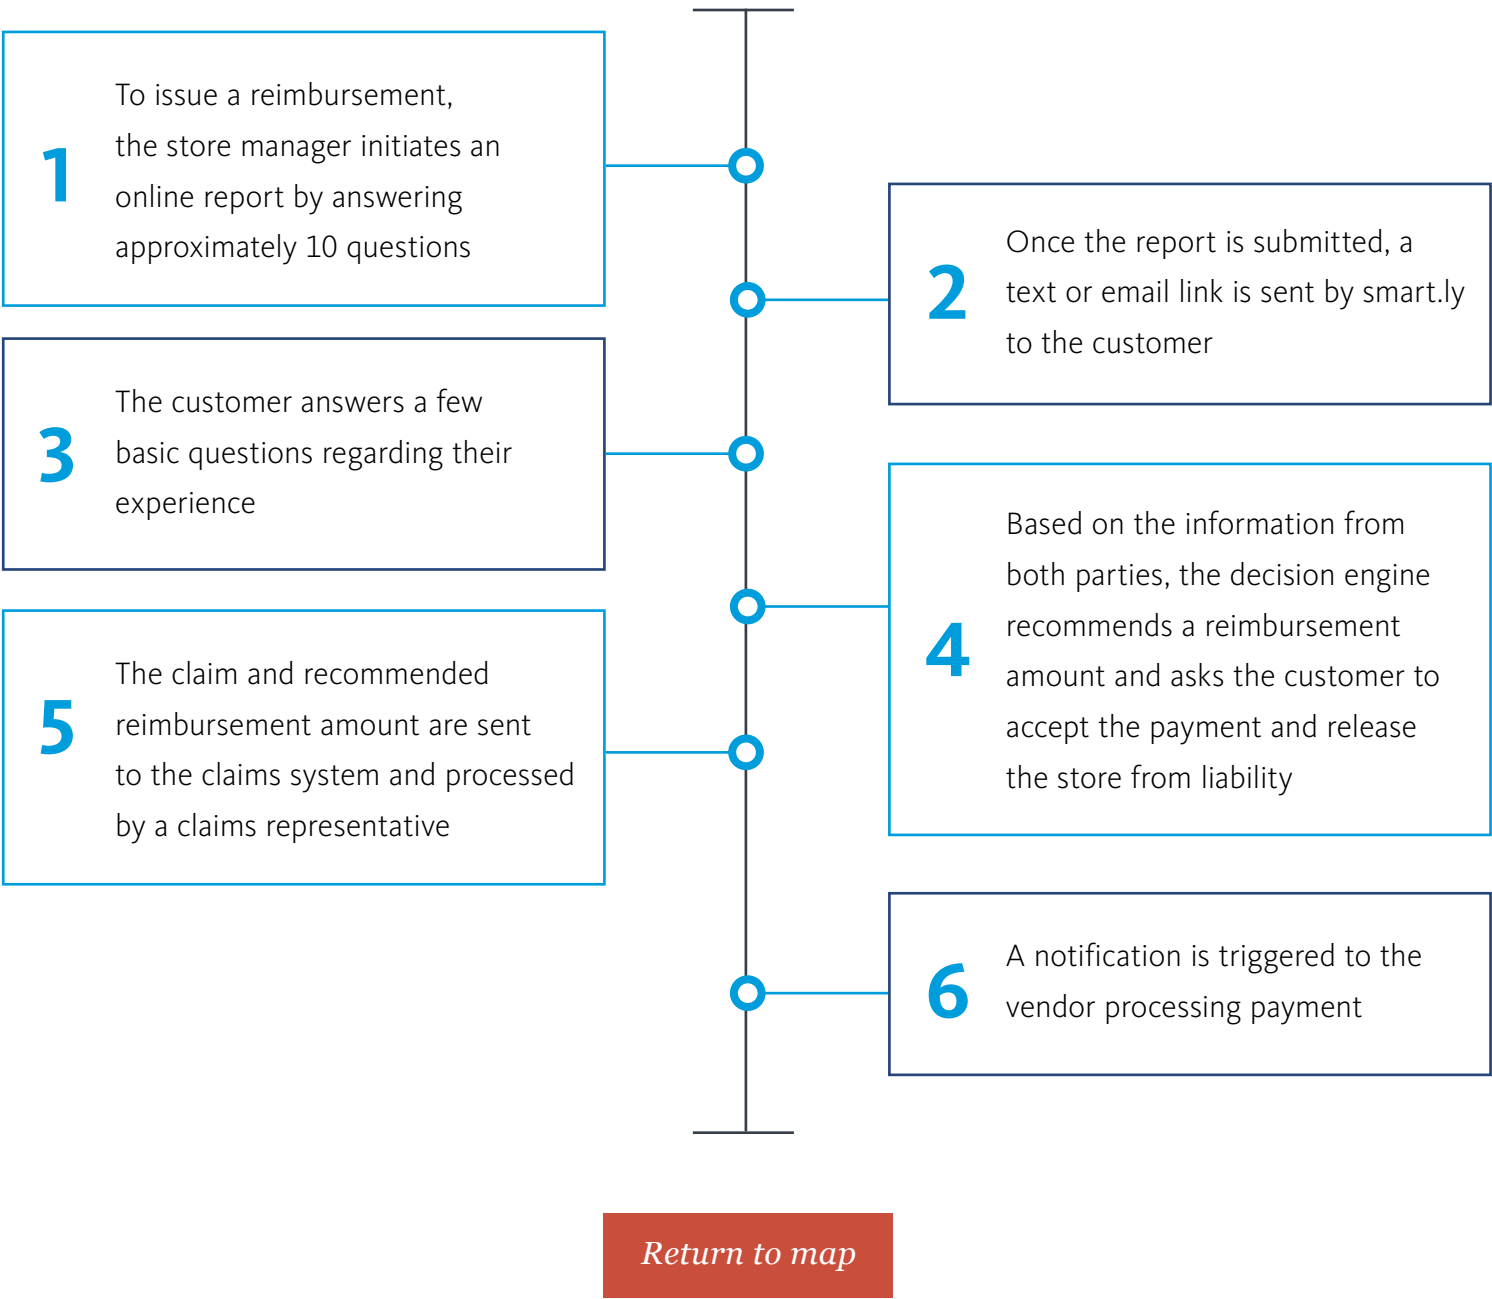 1
To issue a reimbursement,
the store manager initiates an
online report by answering
approximately 10 questions
2
Once the report is submitted, a
text or email link is sent by smart.ly
to the customer
3
The customer answers a few
basic questions regarding their
experience
4
Based on the information from
both parties, the decision engine
recommends a reimbursement
amount and asks the customer to
accept the payment and release
the store from liability
5
The claim and recommended
reimbursement amount are sent
to the claims system and processed
by a claims representative
6
A notification is triggered to the
vendor processing payment
Return to map